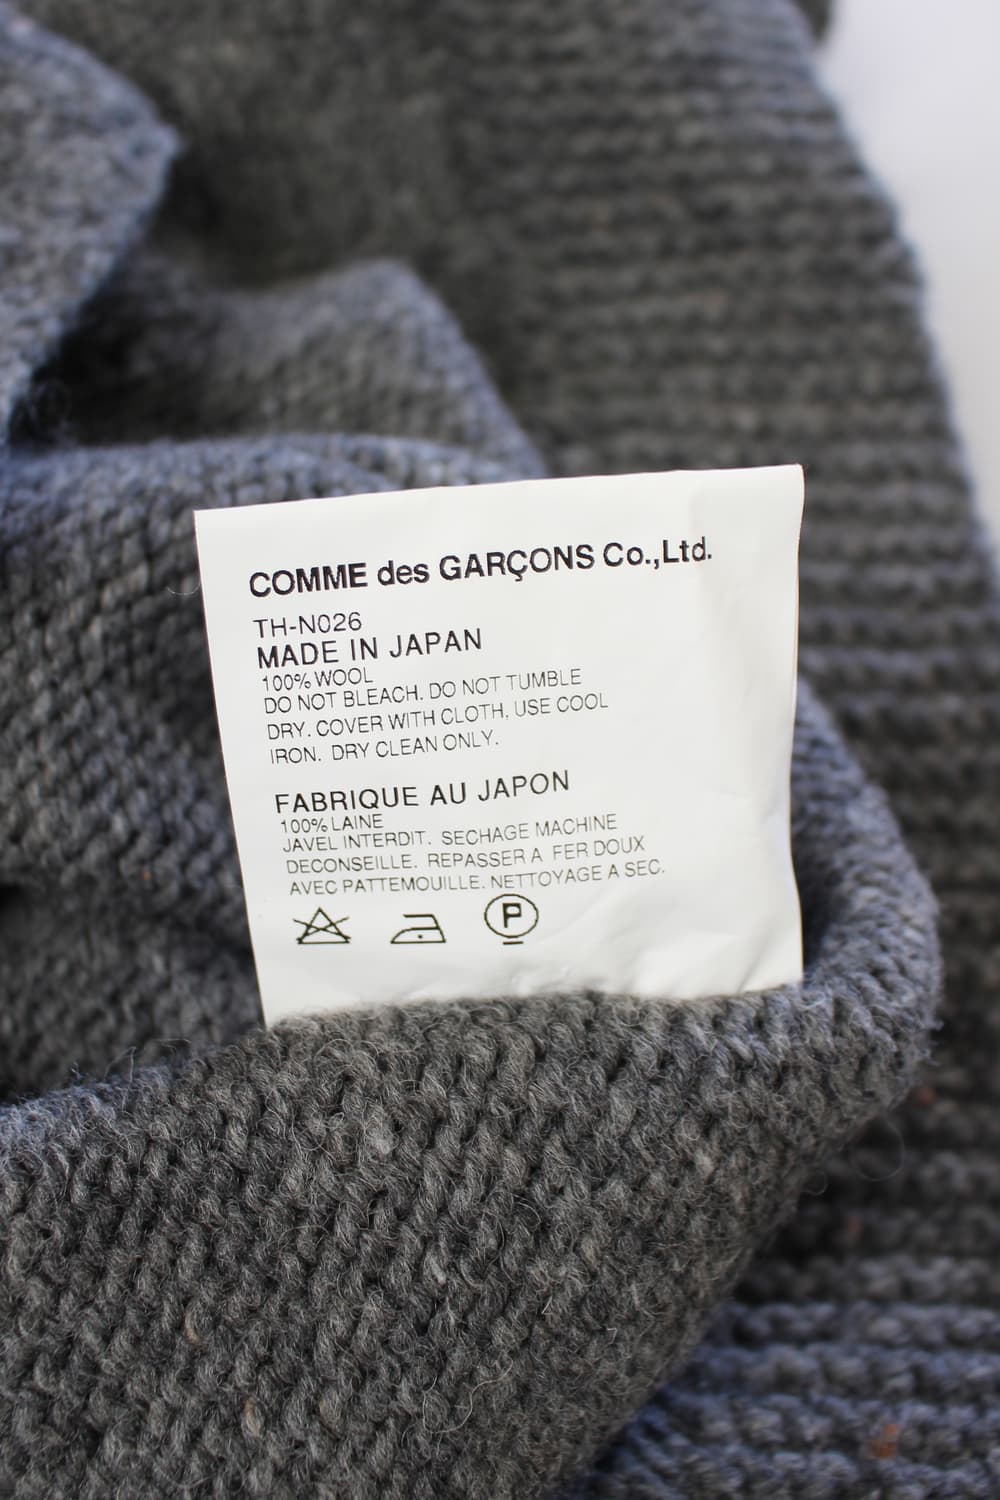 COMME des GARÇONS Co.,Ltd.
TH-N026
MADE IN JAPAN
100% WOOL
DO NOT BLEACH. DO NOT TUMBLE
DRY. COVER WITH CLOTH, USE COOL
IRON. DRY CLEAN ONLY.
FABRIQUE AU JAPON
100% LAINE
JAVEL INTERDIT. SECHAGE MACHINE
DECONSEILLE. REPASSER A FER DOUX
AVEC PATTEMOUILLE. NETTOYAGE A SEC.
P